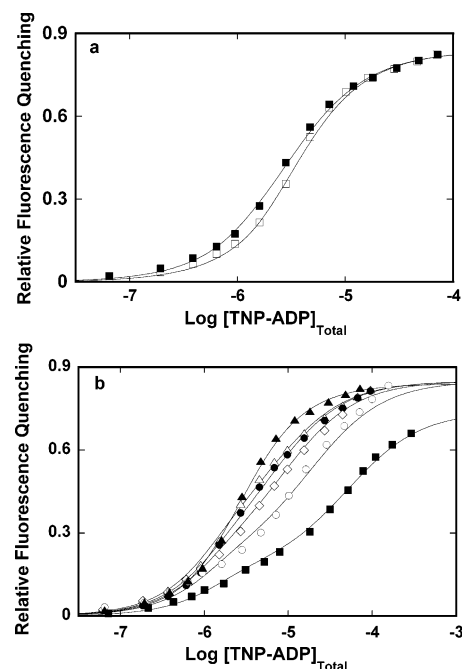 a
Relative Fluorescence Quenching
0.9
0.6
0.3
0
-7
-6
-5
-4
Log [TNP-ADP]Total
b
Relative Fluorescence Quenching
0.9
0.6
0.3
0
-7
-6
-5
-4
-3
Log [TNP-ADP]Total